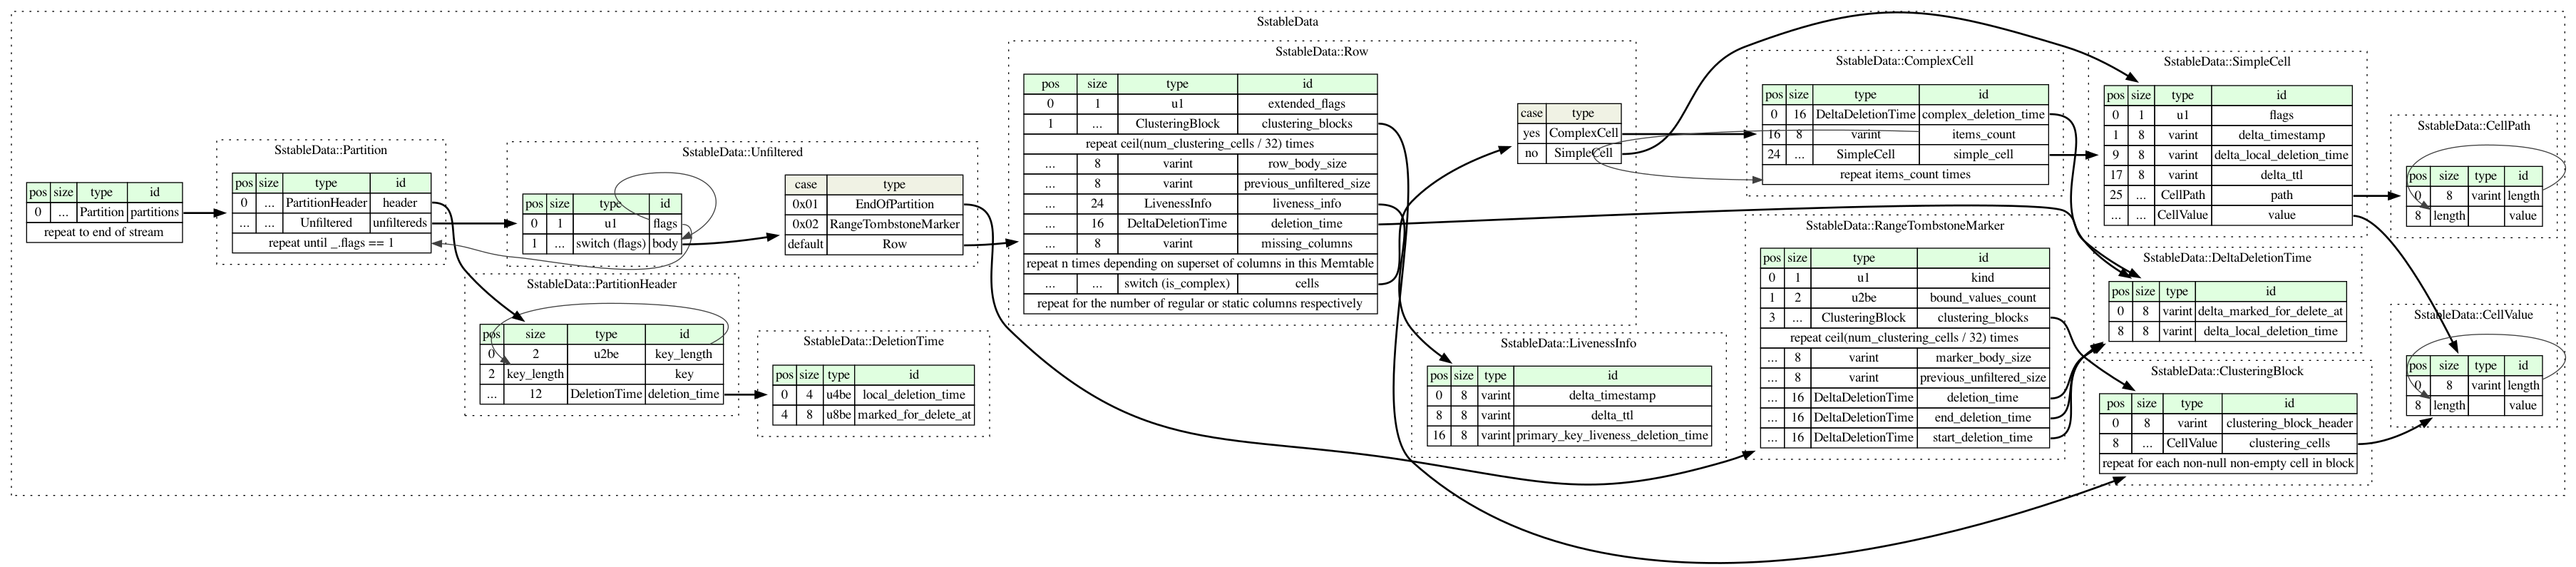 SstableData
pos size type id
0 ... Partition partitions
repeat to end of stream
SstableData::Partition
pos size type id
0 ... PartitionHeader header
... ... Unfiltered unfiltereds
repeat until _.flags == 1
SstableData::Unfiltered
pos size type id
0 1 u1 flags
1 ... switch (flags) body
case type
0x01 EndOfPartition
0x02 RangeTombstoneMarker
default Row
SstableData::PartitionHeader
pos size type id
0 2 u2be key_length
2 key_length key
... 12 DeletionTime deletion_time
SstableData::DeletionTime
pos size type id
0 4 u4be local_deletion_time
4 8 u8be marked_for_delete_at
SstableData::Row
pos size type id
0 1 u1 extended_flags
1 ... ClusteringBlock clustering_blocks
repeat ceil(num_clustering_cells / 32) times
... 8 varint row_body_size
... 8 varint previous_unfiltered_size
... 24 LivenessInfo liveness_info
... 16 DeltaDeletionTime deletion_time
... 8 varint missing_columns
repeat n times depending on superset of columns in this Memtable
... ... switch (is_complex) cells
repeat for the number of regular or static columns respectively
case type
yes ComplexCell
no SimpleCell
SstableData::LivenessInfo
pos size type id
0 8 varint delta_timestamp
8 8 varint delta_ttl
16 8 varint primary_key_liveness_deletion_time
SstableData::ComplexCell
pos size type id
0 16 DeltaDeletionTime complex_deletion_time
16 8 varint items_count
24 ... SimpleCell simple_cell
repeat items_count times
SstableData::RangeTombstoneMarker
pos size type id
0 1 u1 kind
1 2 u2be bound_values_count
3 ... ClusteringBlock clustering_blocks
repeat ceil(num_clustering_cells / 32) times
... 8 varint marker_body_size
... 8 varint previous_unfiltered_size
... 16 DeltaDeletionTime deletion_time
... 16 DeltaDeletionTime end_deletion_time
... 16 DeltaDeletionTime start_deletion_time
SstableData::SimpleCell
pos size type id
0 1 u1 flags
1 8 varint delta_timestamp
9 8 varint delta_local_deletion_time
17 8 varint delta_ttl
25 ... CellPath path
... ... CellValue value
SstableData::DeltaDeletionTime
pos size type id
0 8 varint delta_marked_for_delete_at
8 8 varint delta_local_deletion_time
SstableData::ClusteringBlock
pos size type id
0 8 varint clustering_block_header
8 ... CellValue clustering_cells
repeat for each non-null non-empty cell in block
SstableData::CellPath
pos size type id
0 8 varint length
8 length value
SstableData::CellValue
pos size type id
0 8 varint length
8 length value